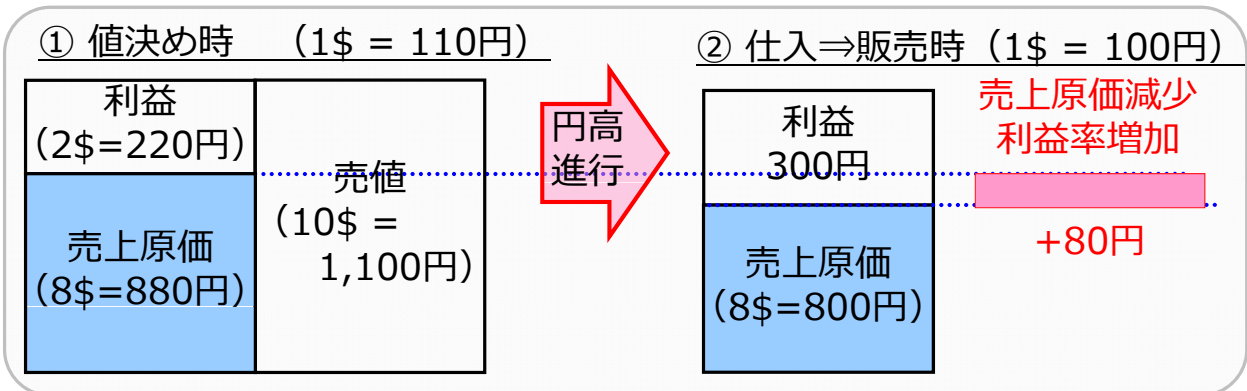 ① 値決め時　（1$ = 110円）
利益
（2$=220円）
売上原価
（8$=880円）
売値
（10$ =
1,100円）
円高
進行
② 仕入⇒販売時（1$ = 100円）
利益
300円
売上原価
（8$=800円）
売上原価減少
利益率増加
+80円